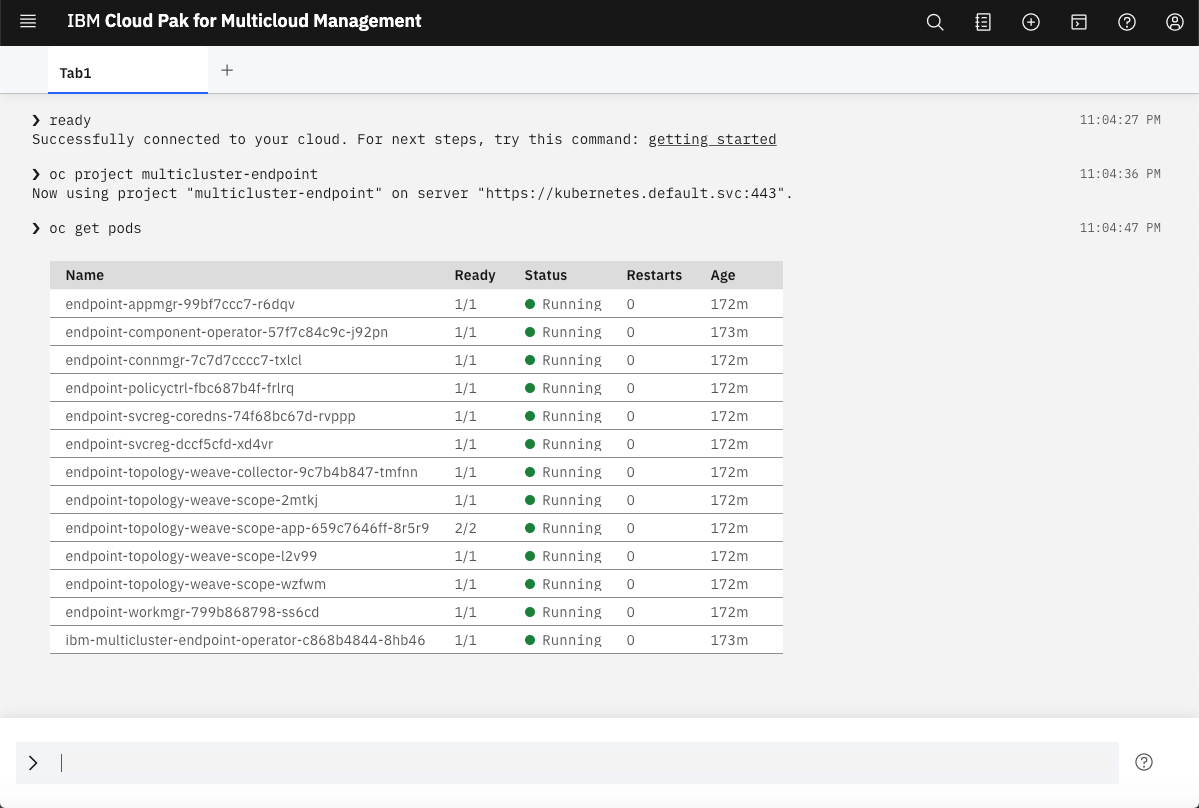 IBM Cloud Pak for Multicloud Management
Tab1
❯ ready 11:04:27 PM
Successfully connected to your cloud. For next steps, try this command: getting started
❯ oc project multicluster-endpoint 11:04:36 PM
Now using project "multicluster-endpoint" on server "https://kubernetes.default.svc:443".
❯ oc get pods 11:04:47 PM
Name Ready Status Restarts Age
endpoint-appmgr-99bf7ccc7-r6dqv 1/1 Running 0 172m
endpoint-component-operator-57f7c84c9c-j92pn 1/1 Running 0 173m
endpoint-connmgr-7c7d7cccc7-txlcl 1/1 Running 0 172m
endpoint-policyctrl-fbc687b4f-frlrq 1/1 Running 0 172m
endpoint-svcreg-coredns-74f68bc67d-rvppp 1/1 Running 0 172m
endpoint-svcreg-dccf5cfd-xd4vr 1/1 Running 0 172m
endpoint-topology-weave-collector-9c7b4b847-tmfnn 1/1 Running 0 172m
endpoint-topology-weave-scope-2mtkj 1/1 Running 0 172m
endpoint-topology-weave-scope-app-659c7646ff-8r5r9 2/2 Running 0 172m
endpoint-topology-weave-scope-l2v99 1/1 Running 0 172m
endpoint-topology-weave-scope-wzfwm 1/1 Running 0 172m
endpoint-workmgr-799b868798-ss6cd 1/1 Running 0 172m
ibm-multicluster-endpoint-operator-c868b4844-8hb46 1/1 Running 0 173m